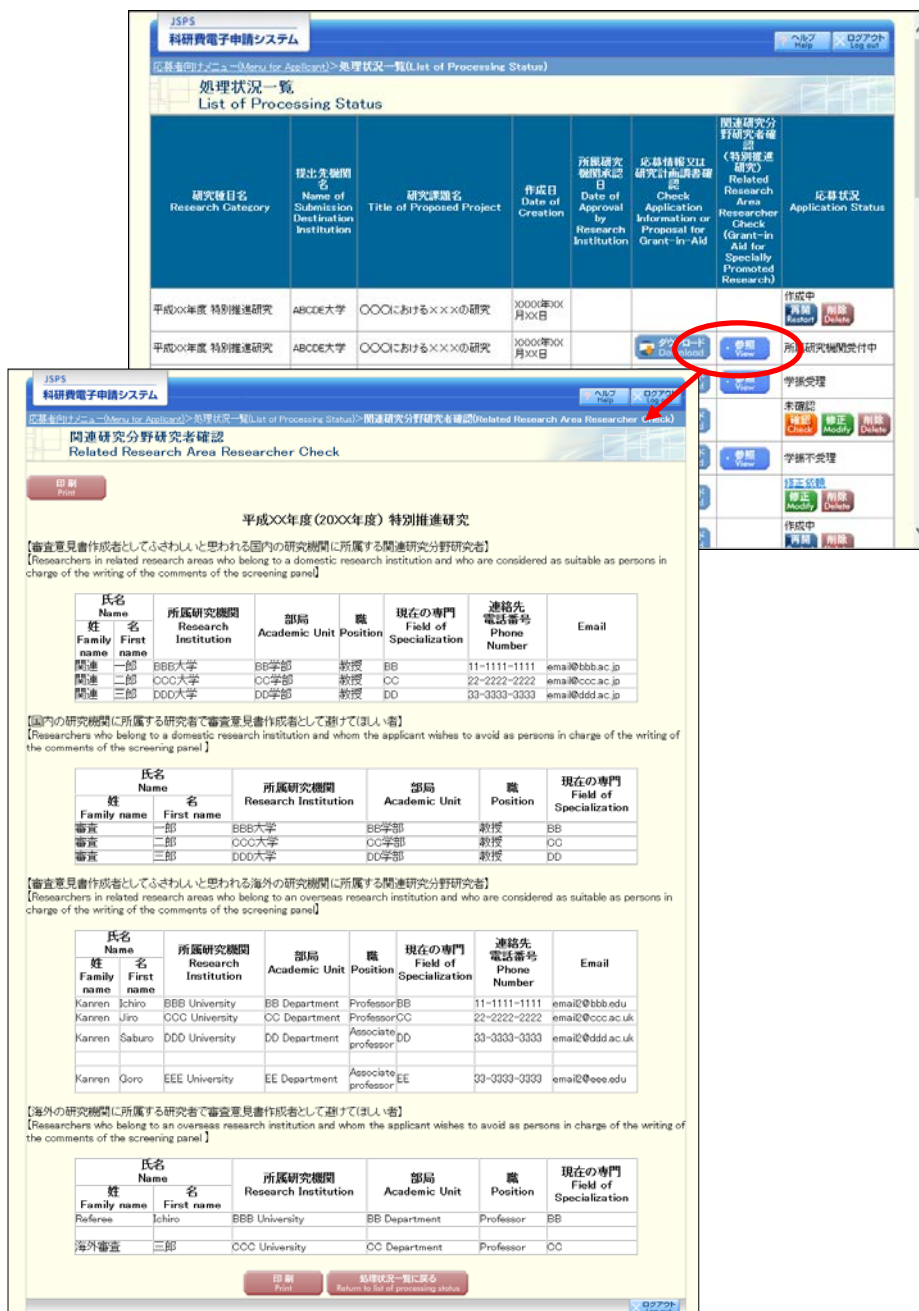 JSPS
科研費電子申請システム
ヘルプ
Help
ログアウト
Log out
応募者向けメニュー(Menu for Applicant)>処理状況一覧(List of Processing Status)
処理状況一覧
List of Processing Status
研究種目名
Research Category
提出先機関
名
Name of
Submission
Destination
Institution
研究課題名
Title of Proposed Project
作成日
Date of
Creation
所属研究
機関承認
日
Date of
Approval
by
Research
Institution
応募情報又は
研究計画調書確
認
Check
Application
Information or
Proposal for
Grant-in-Aid
関連研究分
野研究者確
認
(特別推進
研究)
Related
Research
Area
Researcher
Check
(Grant-in
Aid for
Specially
Promoted
Research)
応募状況
Application Status
平成××年度 特別推進研究 ABCDE大学 〇〇〇における×××の研究 XXXX年XX
月XX日
作成中
再開 削除
Restart Delete
平成××年度 特別推進研究 ABCDE大学 〇〇〇における×××の研究 XXXX年XX
月XX日
ダウンロード
Download
参照
View
所属研究機関受付中
参照
View
学振受理
未確認
確認 修正 削除
Check Modify Delete
参照
View
学振不受理
修正依頼
修正 削除
Modify Delete
作成中
再開 削除
JSPS
科研費電子申請システム
ヘルプ
Help
ログアウト
応募者向けメニュー(Menu for Applicant)>処理状況一覧(List of Processing Status)>関連研究分野研究者確認(Related Research Area Researcher Check)
関連研究分野研究者確認
Related Research Area Researcher Check
印刷
Print
平成××年度(20XX年度) 特別推進研究
【審査意見書作成者としてふさわしいと思われる国内の研究機関に所属する関連研究分野研究者】
【Researchers in related research areas who belong to a domestic research institution and who are considered as suitable as persons in
charge of the writing of the comments of the screening panel】
氏名
Name
姓
Family
name
名
First
name
所属研究機関
Research
Institution
部局
Academic Unit
職
Position
現在の専門
Field of
Specialization
連絡先
電話番号
Phone
Number
Email
関連 一郎 BBB大学 BB学部 教授 BB 11-1111-1111 email@bbb.ac.jp
関連 二郎 CCC大学 CC学部 教授 CC 22-2222-2222 email@ccc.ac.jp
関連 三郎 DDD大学 DD学部 教授 DD 33-3333-3333 email@ddd.ac.jp
【国内の研究機関に所属する研究者で審査意見書作成者として避けてほしい者】
【Researchers who belong to a domestic research institution and whom the applicant wishes to avoid as persons in charge of the writing of
the comments of the screening panel 】
氏名
Name
姓
Family name
名
First name
所属研究機関
Research Institution
部局
Academic Unit
職
Position
現在の専門
Field of
Specialization
審査 一郎 BBB大学 BB学部 教授 BB
審査 二郎 CCC大学 CC学部 教授 CC
審査 三郎 DDD大学 DD学部 教授 DD
【審査意見書作成者としてふさわしいと思われる海外の研究機関に所属する関連研究分野研究者】
【Researchers in related research areas who belong to an overseas research institution and who are considered as suitable as persons in
charge of the writing of the comments of the screening panel】
氏名
Name
姓
Family
name
名
First
name
所属研究機関
Research
Institution
部局
Academic Unit
職
Position
現在の専門
Field of
Specialization
連絡先
電話番号
Phone
Number
Email
Kanren Ichiro BBB University BB Department Professor BB 11-1111-1111 email2@bbb.edu
Kanren Jiro CCC University CC Department Professor CC 22-2222-2222 email2@ccc.ac.uk
Kanren Saburo DDD University DD Department Associate
professor DD 33-3333-3333 email2@ddd.ac.uk
Kanren Goro EEE University EE Department Associate
professor EE 33-3333-3333 email2@eee.edu
【海外の研究機関に所属する研究者で審査意見書作成者として避けてほしい者】
【Researchers who belong to an overseas research institution and whom the applicant wishes to avoid as persons in charge of the writing of
the comments of the screening panel 】
氏名
Name
姓
Family name
名
First name
所属研究機関
Research Institution
部局
Academic Unit
職
Position
現在の専門
Field of
Specialization
Referee Ichiro BBB University BB Department Professor BB
海外審査 三郎 CCC University CC Department Professor CC
印刷
Print
処理状況一覧に戻る
Return to list of processing status
ログアウト